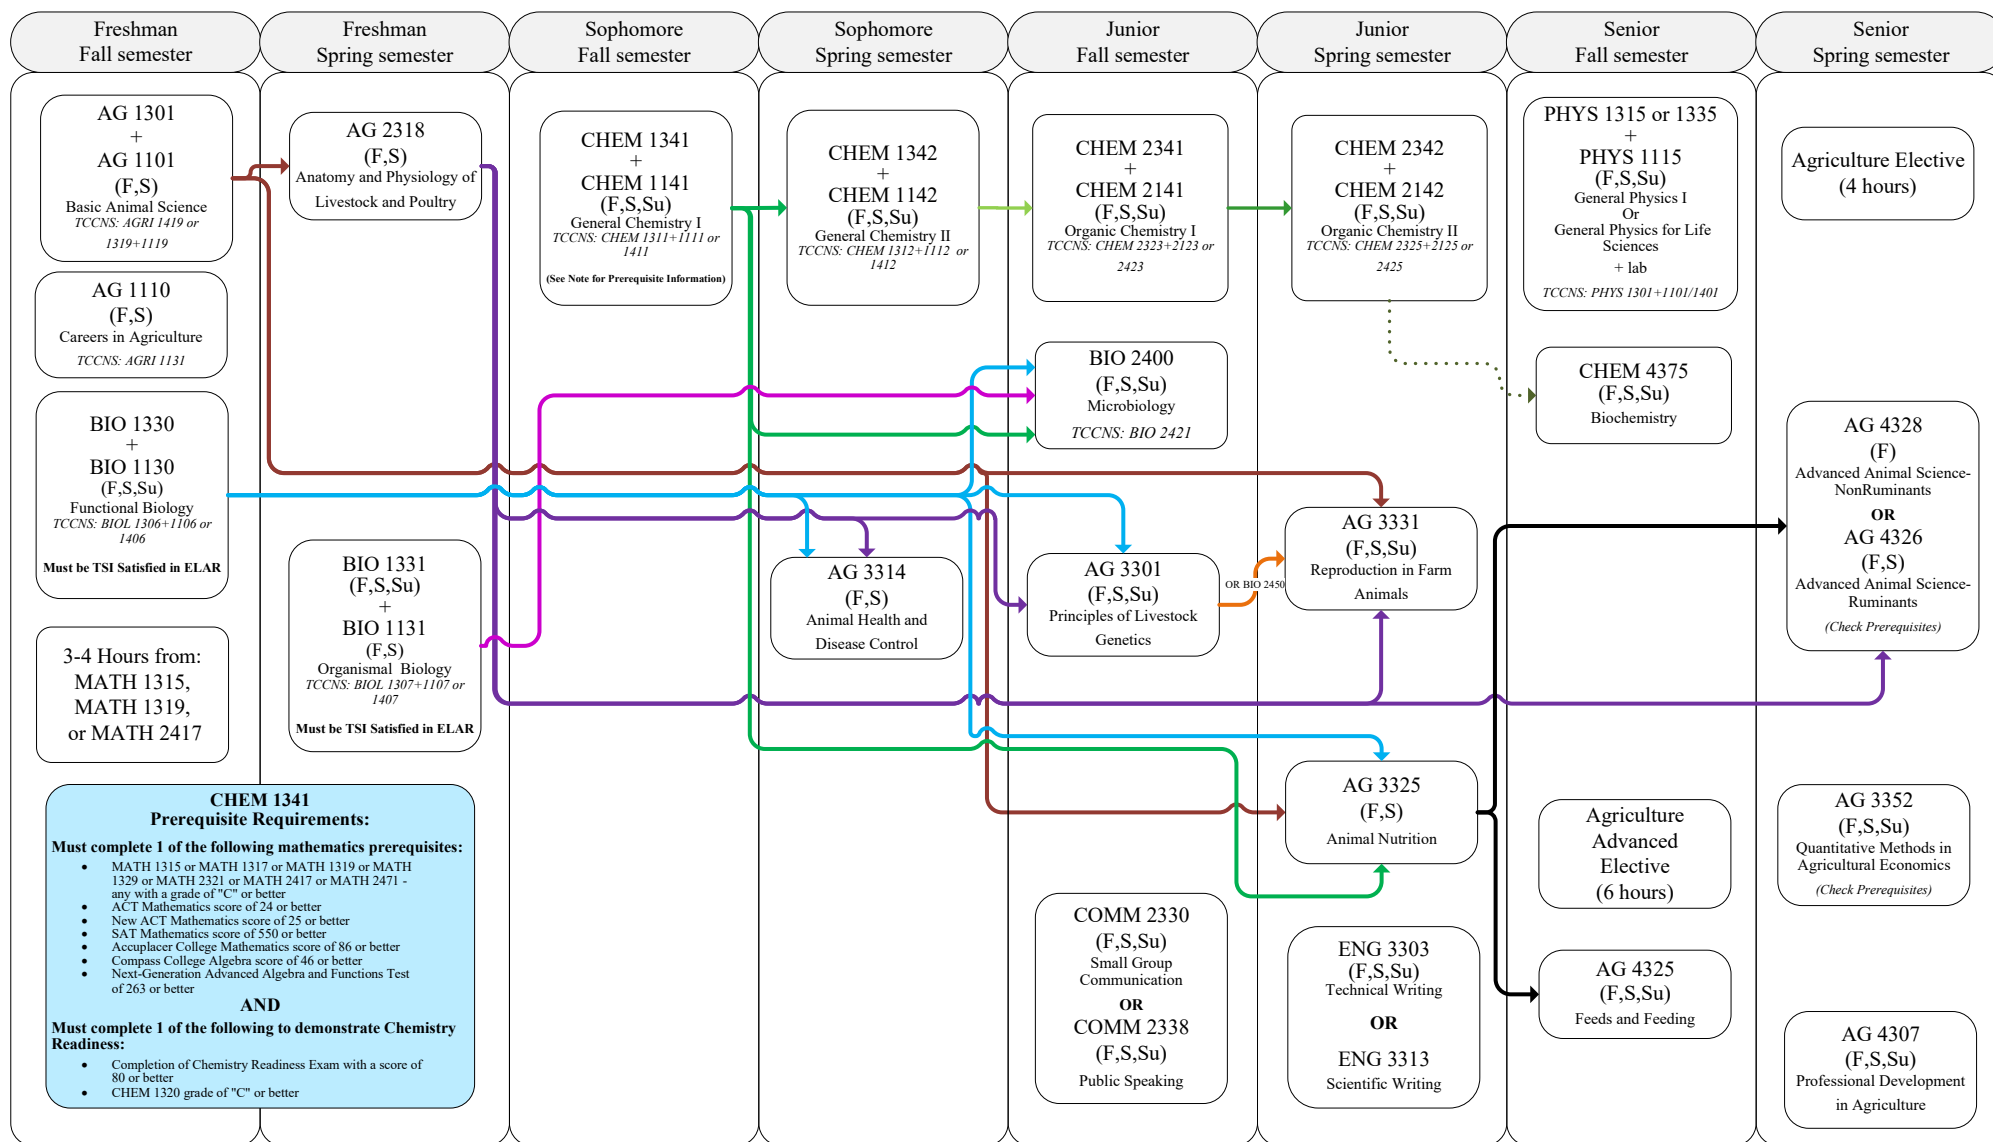 Freshman
Fall semester
Freshman
Spring semester
Sophomore
Fall semester
Sophomore
Spring semester
Junior
Fall semester
Junior
Spring semester
Senior
Fall semester
Senior
Spring semester
AG 1301
+
AG 1101
(F,S)
Basic Animal Science
TCCNS: AGRI 1419 or
1319+1119
AG 1110
(F,S)
Careers in Agriculture
TCCNS: AGRI 1131
BIO 1330
+
BIO 1130
(F,S,Su)
Functional Biology
TCCNS: BIOL 1306+1106 or
1406
Must be TSI Satisfied in ELAR
3-4 Hours from:
MATH 1315,
MATH 1319,
or MATH 2417
CHEM 1341
Prerequisite Requirements:
Must complete 1 of the following mathematics prerequisites:
• MATH 1315 or MATH 1317 or MATH 1319 or MATH
1329 or MATH 2321 or MATH 2417 or MATH 2471 -
any with a grade of "C" or better
• ACT Mathematics score of 24 or better
• New ACT Mathematics score of 25 or better
• SAT Mathematics score of 550 or better
• Accuplacer College Mathematics score of 86 or better
• Compass College Algebra score of 46 or better
• Next-Generation Advanced Algebra and Functions Test
of 263 or better
AND
Must complete 1 of the following to demonstrate Chemistry
Readiness:
• Completion of Chemistry Readiness Exam with a score of
80 or better
• CHEM 1320 grade of "C" or better
AG 2318
(F,S)
Anatomy and Physiology of
Livestock and Poultry
BIO 1331
(F,S,Su)
+
BIO 1131
(F,S)
Organismal Biology
TCCNS: BIOL 1307+1107 or
1407
Must be TSI Satisfied in ELAR
CHEM 1341
+
CHEM 1141
(F,S,Su)
General Chemistry I
TCCNS: CHEM 1311+1111 or
1411
(See Note for Prerequisite Information)
CHEM 1342
+
CHEM 1142
(F,S,Su)
General Chemistry II
TCCNS: CHEM 1312+1112 or
1412
AG 3314
(F,S)
Animal Health and
Disease Control
CHEM 2341
+
CHEM 2141
(F,S,Su)
Organic Chemistry I
TCCNS: CHEM 2323+2123 or
2423
BIO 2400
(F,S,Su)
Microbiology
TCCNS: BIO 2421
AG 3301
(F,S,Su)
Principles of Livestock
Genetics
OR BIO 2450
COMM 2330
(F,S,Su)
Small Group
Communication
OR
COMM 2338
(F,S,Su)
Public Speaking
CHEM 2342
+
CHEM 2142
(F,S,Su)
Organic Chemistry II
TCCNS: CHEM 2325+2125 or
2425
AG 3331
(F,S,Su)
Reproduction in Farm
Animals
AG 3325
(F,S)
Animal Nutrition
ENG 3303
(F,S,Su)
Technical Writing
OR
ENG 3313
Scientific Writing
PHYS 1315 or 1335
+
PHYS 1115
(F,S,Su)
General Physics I
Or
General Physics for Life
Sciences
+ lab
TCCNS: PHYS 1301+1101/1401
CHEM 4375
(F,S,Su)
Biochemistry
Agriculture
Advanced
Elective
(6 hours)
AG 4325
(F,S,Su)
Feeds and Feeding
Agriculture Elective
(4 hours)
AG 4328
(F)
Advanced Animal Science-
NonRuminants
OR
AG 4326
(F,S)
Advanced Animal Science-
Ruminants
(Check Prerequisites)
AG 3352
(F,S,Su)
Quantitative Methods in
Agricultural Economics
(Check Prerequisites)
AG 4307
(F,S,Su)
Professional Development
in Agriculture